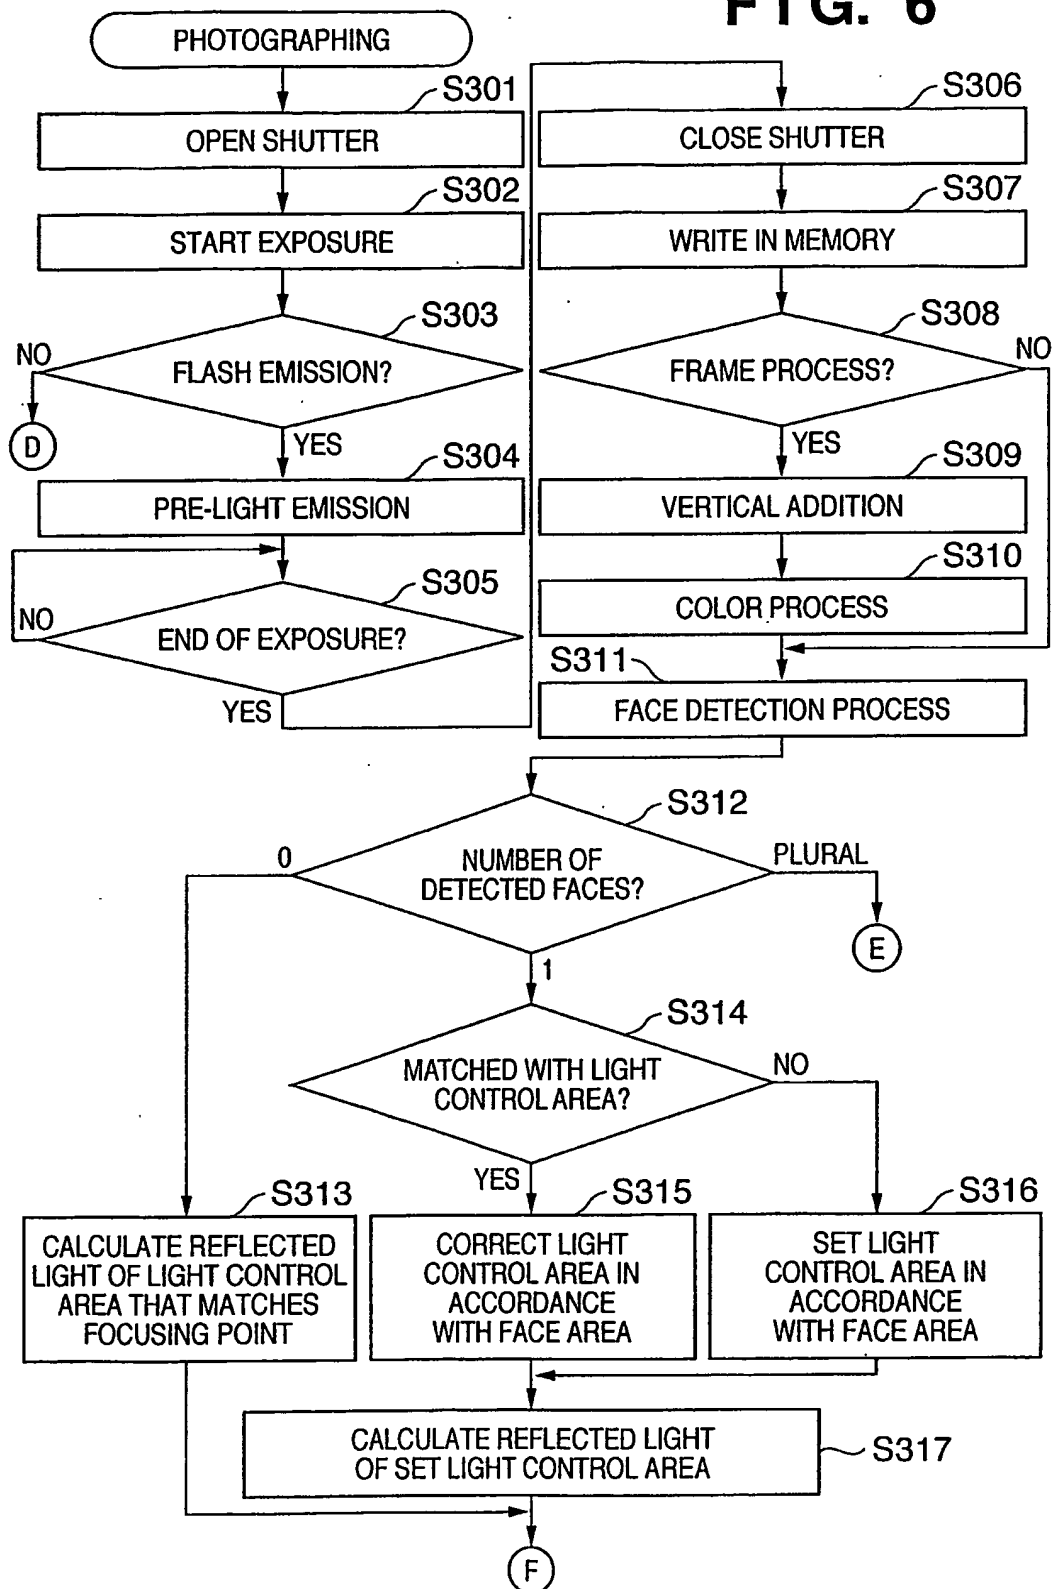 FIG. 6
PHOTOGRAPHING
S301
OPEN SHUTTER
S302
START EXPOSURE
S303
FLASH EMISSION?
NO
D
YES
S304
PRE-LIGHT EMISSION
S305
NO
END OF EXPOSURE?
YES
S306
CLOSE SHUTTER
S307
WRITE IN MEMORY
S308
FRAME PROCESS?
NO
YES
S309
VERTICAL ADDITION
S310
COLOR PROCESS
S311
FACE DETECTION PROCESS
S312
0
NUMBER OF
DETECTED FACES?
PLURAL
E
1
S314
MATCHED WITH LIGHT
CONTROL AREA?
NO
YES
S313
CALCULATE REFLECTED
LIGHT OF LIGHT CONTROL
AREA THAT MATCHES
FOCUSING POINT
S315
CORRECT LIGHT
CONTROL AREA IN
ACCORDANCE
WITH FACE AREA
S316
SET LIGHT
CONTROL AREA IN
ACCORDANCE
WITH FACE AREA
CALCULATE REFLECTED LIGHT
OF SET LIGHT CONTROL AREA
S317
F